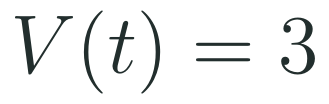 V(t) = 3